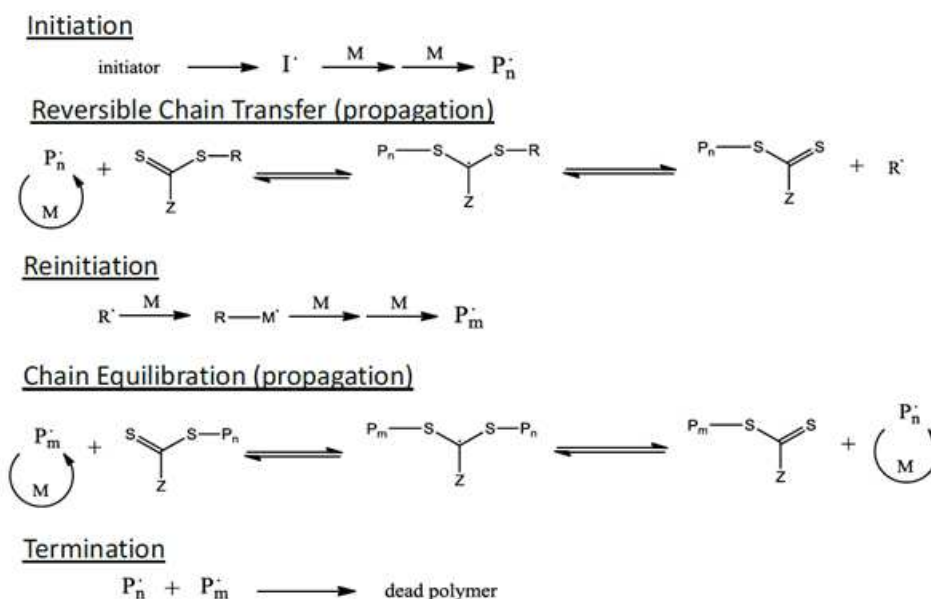 Initiation
initiator I· M M Pn·
Reversible Chain Transfer (propagation)
Pn· M + S S—R Z Pn—S S—R Z Pn—S S Z + R·
Reinitiation
R· M R—M· M M Pm·
Chain Equilibration (propagation)
Pm· M + S S—Pn Z Pm—S S—Pn Z Pm—S S Z + Pn· M
Termination
Pn· + Pm· dead polymer